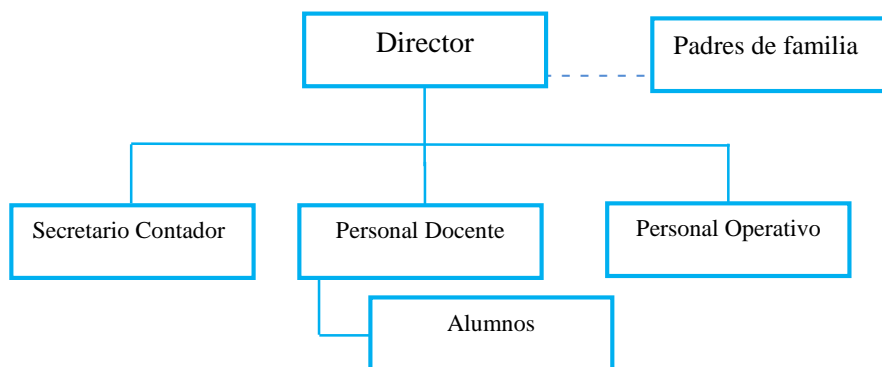 Director
Padres de familia
Secretario Contador
Personal Docente
Personal Operativo
Alumnos